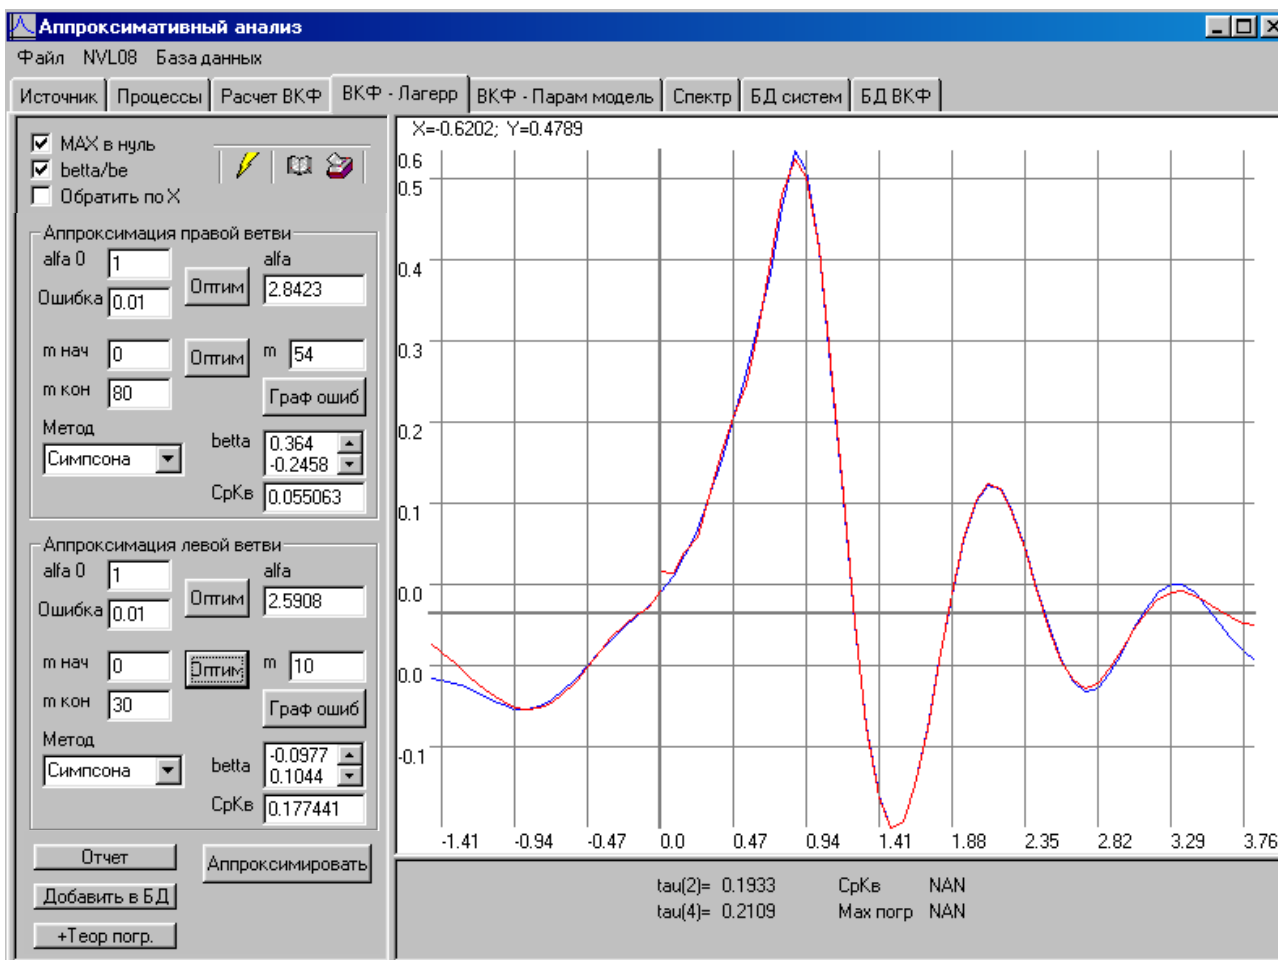 Аппроксимативный анализ
Файл NVL08 База данных
Источник Процессы Расчет ВКФ ВКФ - Лагерр ВКФ - Парам модель Спектр БД систем БД ВКФ
MAX в нуль
betta/be
Обратить по X
Аппроксимация правой ветви
alfa 0 1 alfa
Ошибка 0.01 Оптим 2.8423
m нач 0 Оптим m 54
m кон 80 Граф ошиб
Метод betta 0.364
Симпсона -0.2458
СрКв 0.055063
Аппроксимация левой ветви
alfa 0 1 alfa
Ошибка 0.01 Оптим 2.5908
m нач 0 Оптим m 10
m кон 30 Граф ошиб
Метод betta -0.0977
Симпсона 0.1044
СрКв 0.177441
Отчет
Аппроксимировать
Добавить в БД
+Теор погр.
X=-0.6202; Y=0.4789
0.6
0.5
0.4
0.3
0.2
0.1
0.0
0.0
-0.1
-1.41 -0.94 -0.47 0.0 0.47 0.94 1.41 1.88 2.35 2.82 3.29 3.76
tau(2)= 0.1933 СрКв NAN
tau(4)= 0.2109 Max погр NAN